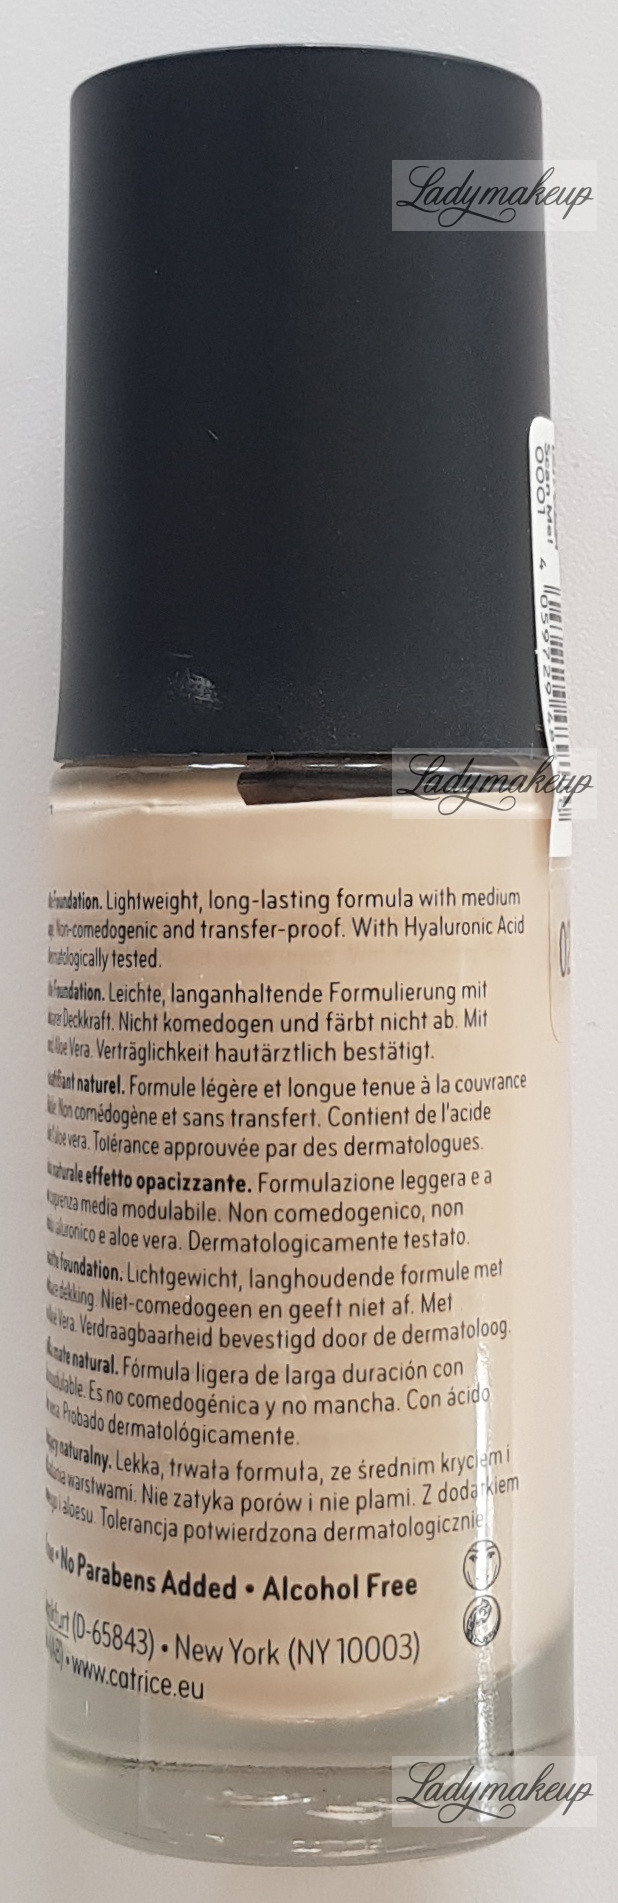 Ladymakeup
Scan Me!
0001
4 059729
Ladymakeup
Foundation. Lightweight, long-lasting formula with medium
Non-comedogenic and transfer-proof. With Hyaluronic Acid
tested.
Foundation. Leichte, langanhaltende Formulierung mit
Deckkraft. Nicht komedogen und färbt nicht ab. Mit
Aloe Vera. Verträglichkeit hautärztlich bestätigt.
naturel. Formule légère et longue tenue à la couvrance
Non comédogène et sans transfert. Contient de l'acide
aloe vera. Tolérance approuvée par des dermatologues.
naturale effetto opacizzante. Formulazione leggera e a
media modulabile. Non comedogenico, non
e aloe vera. Dermatologicamente testato.
foundation. Lichtgewicht, langhoudende formule met
dekking. Niet-comedogeen en geeft niet af. Met
Vera. Verdraagbaarheid bevestigd door de dermatoloog.
mate natural. Fórmula ligera de larga duración con
Es no comedogénica y no mancha. Con ácido
Probado dermatológicamente.
naturalny. Lekka, trwała formuła, ze średnim kryciem i
warstwami. Nie zatyka porów i nie plami. Z dodatkiem
i aloesu. Tolerancja potwierdzona dermatologicznie
• No Parabens Added • Alcohol Free
(D-65843) • New York (NY 10003)
• www.catrice.eu
Ladymakeup